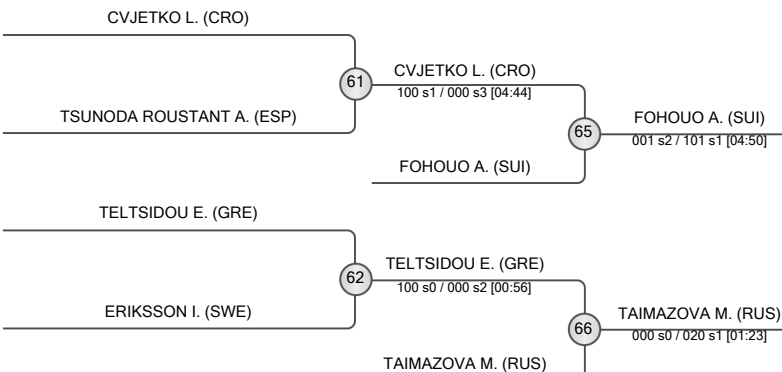 CVJETKO L. (CRO)
61
CVJETKO L. (CRO)
100 s1 / 000 s3 [04:44]
TSUNODA ROUSTANT A. (ESP)
65
FOHOUO A. (SUI)
001 s2 / 101 s1 [04:50]
FOHOUO A. (SUI)
TELTSIDOU E. (GRE)
62
TELTSIDOU E. (GRE)
100 s0 / 000 s2 [00:56]
ERIKSSON I. (SWE)
66
TAIMAZOVA M. (RUS)
000 s0 / 020 s1 [01:23]
TAIMAZOVA M. (RUS)